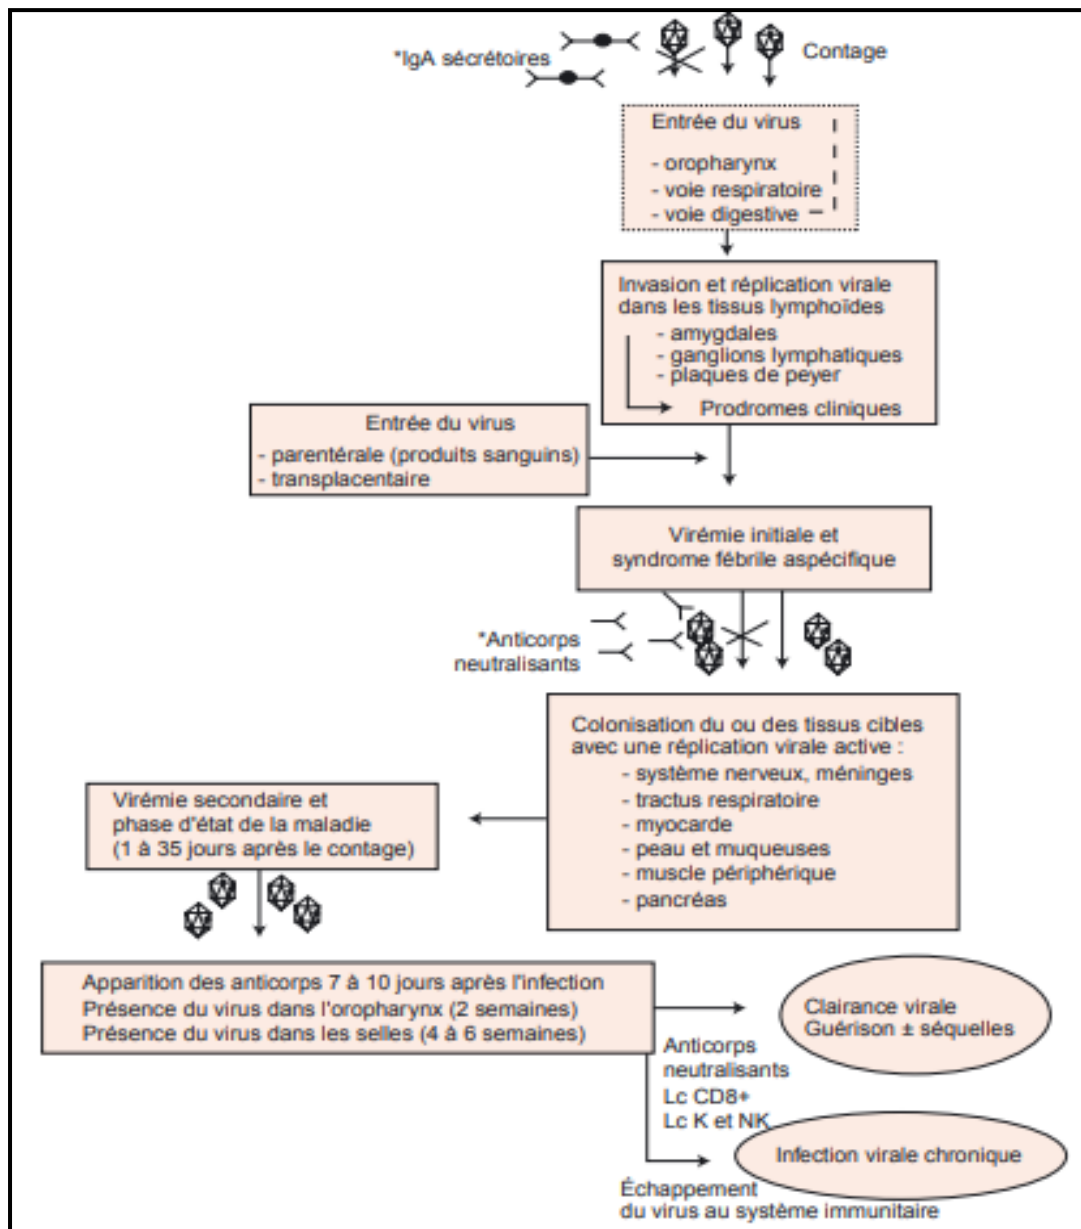 *IgA sécrétoires
Contage
Entrée du virus
- oropharynx
- voie respiratoire
- voie digestive
Invasion et réplication virale
dans les tissus lymphoïdes
- amygdales
- ganglions lymphatiques
- plaques de peyer
Prodromes cliniques
Entrée du virus
- parentérale (produits sanguins)
- transplacentaire
Virémie initiale et
syndrome fébrile aspécifique
*Anticorps
neutralisants
Colonisation du ou des tissus cibles
avec une réplication virale active :
- système nerveux, méninges
- tractus respiratoire
- myocarde
- peau et muqueuses
- muscle périphérique
- pancréas
Virémie secondaire et
phase d'état de la maladie
(1 à 35 jours après le contage)
Apparition des anticorps 7 à 10 jours après l'infection
Présence du virus dans l'oropharynx (2 semaines)
Présence du virus dans les selles (4 à 6 semaines)
Clairance virale
Guérison ± séquelles
Anticorps
neutralisants
Lc CD8+
Lc K et NK
Infection virale chronique
Échappement
du virus au système immunitaire